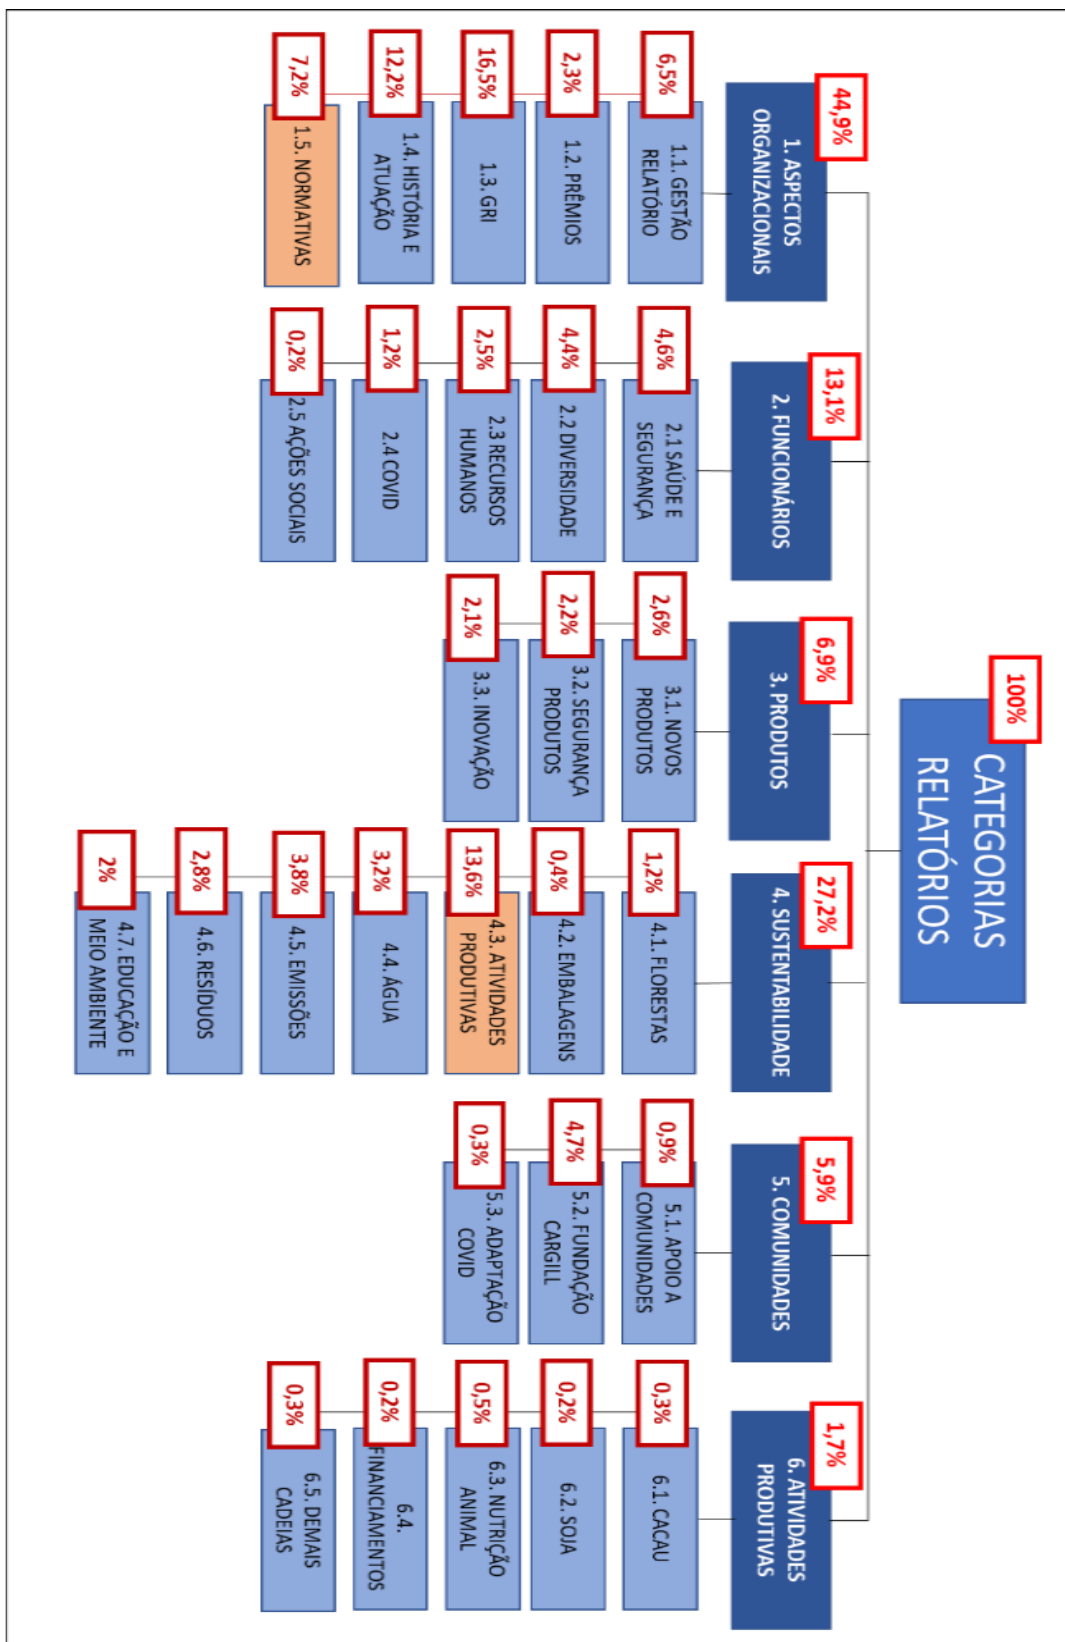 100%
CATEGORIAS
RELATÓRIOS
44,9%
1. ASPECTOS
ORGANIZACIONAIS
6,5%
1.1. GESTÃO
RELATÓRIO
2,3%
1.2. PRÊMIOS
16,5%
1.3. GRI
12,2%
1.4. HISTÓRIA E
ATUAÇÃO
7,2%
1.5. NORMATIVAS
13,1%
2. FUNCIONÁRIOS
4,6%
2.1 SAÚDE E
SEGURANÇA
4,4%
2.2 DIVERSIDADE
2,5%
2.3 RECURSOS
HUMANOS
1,2%
2.4 COVID
0,2%
2.5 AÇÕES SOCIAIS
6,9%
3. PRODUTOS
2,6%
3.1. NOVOS
PRODUTOS
2,2%
3.2. SEGURANÇA
PRODUTOS
2,1%
3.3. INOVAÇÃO
27,2%
4. SUSTENTABILIDADE
1,2%
4.1. FLORESTAS
0,4%
4.2. EMBALAGENS
13,6%
4.3. ATIVIDADES
PRODUTIVAS
3,2%
4.4. ÁGUA
3,8%
4.5. EMISSÕES
2,8%
4.6. RESÍDUOS
2%
4.7. EDUCAÇÃO E
MEIO AMBIENTE
5,9%
5. COMUNIDADES
0,9%
5.1. APOIO A
COMUNIDADES
4,7%
5.2. FUNDAÇÃO
CARGILL
0,3%
5.3. ADAPTAÇÃO
COVID
1,7%
6. ATIVIDADES
PRODUTIVAS
0,3%
6.1. CACAU
0,2%
6.2. SOJA
0,5%
6.3. NUTRIÇÃO
ANIMAL
0,2%
6.4.
FINANCIAMENTOS
0,3%
6.5. DEMAIS
CADEIAS